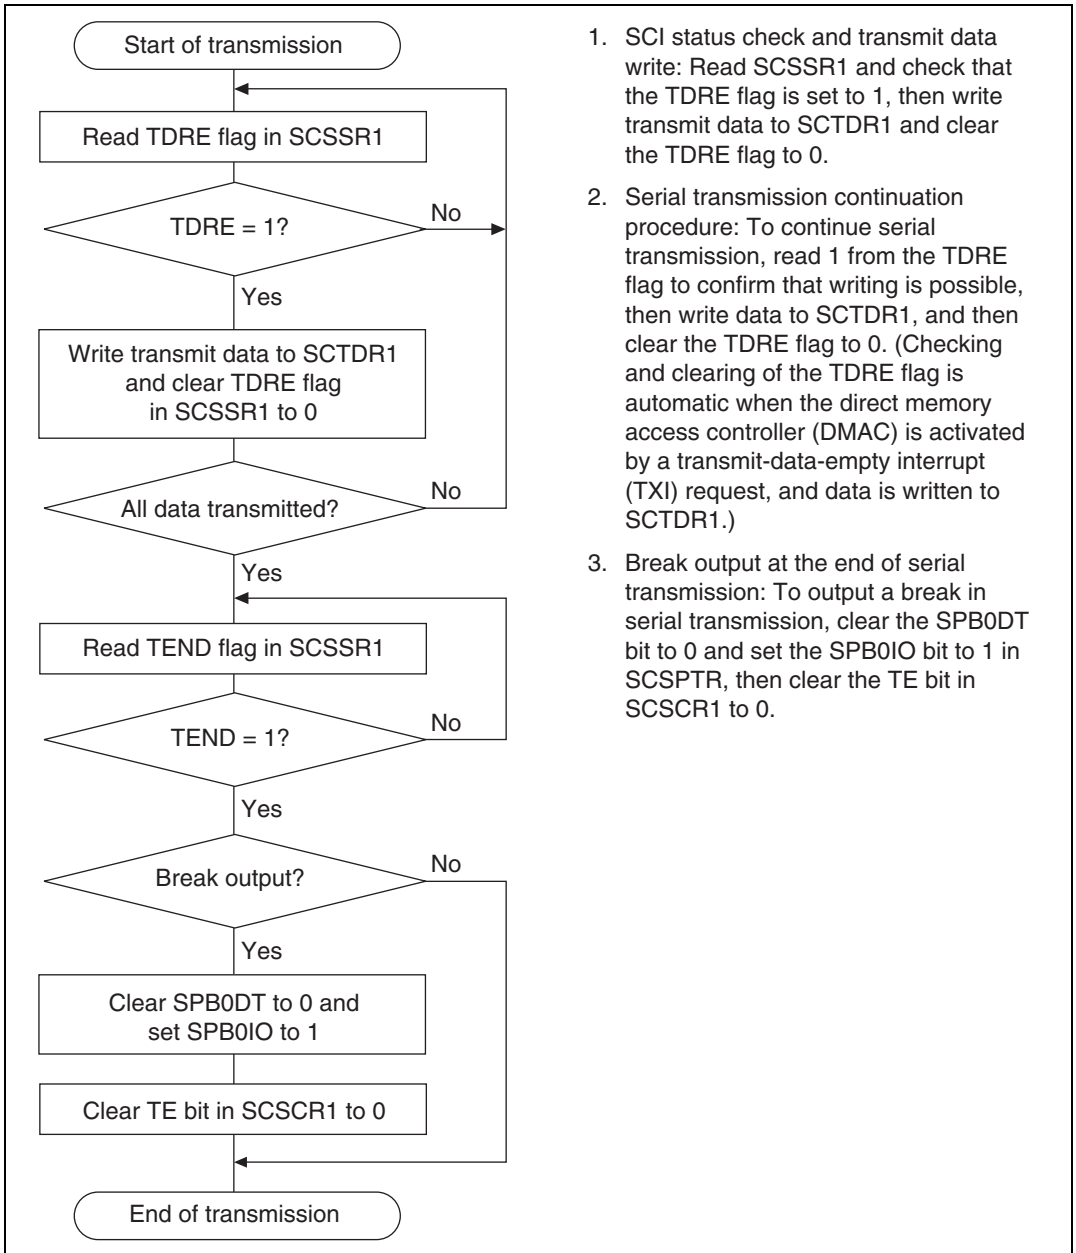 Start of transmission
Read TDRE flag in SCSSR1
TDRE = 1?
No
Yes
Write transmit data to SCTDR1
and clear TDRE flag
in SCSSR1 to 0
All data transmitted?
No
Yes
Read TEND flag in SCSSR1
TEND = 1?
No
Yes
Break output?
No
Yes
Clear SPB0DT to 0 and
set SPB0IO to 1
Clear TE bit in SCSCR1 to 0
End of transmission
1. SCI status check and transmit data
write: Read SCSSR1 and check that
the TDRE flag is set to 1, then write
transmit data to SCTDR1 and clear
the TDRE flag to 0.
2. Serial transmission continuation
procedure: To continue serial
transmission, read 1 from the TDRE
flag to confirm that writing is possible,
then write data to SCTDR1, and then
clear the TDRE flag to 0. (Checking
and clearing of the TDRE flag is
automatic when the direct memory
access controller (DMAC) is activated
by a transmit-data-empty interrupt
(TXI) request, and data is written to
SCTDR1.)
3. Break output at the end of serial
transmission: To output a break in
serial transmission, clear the SPB0DT
bit to 0 and set the SPB0IO bit to 1 in
SCSPTR, then clear the TE bit in
SCSCR1 to 0.